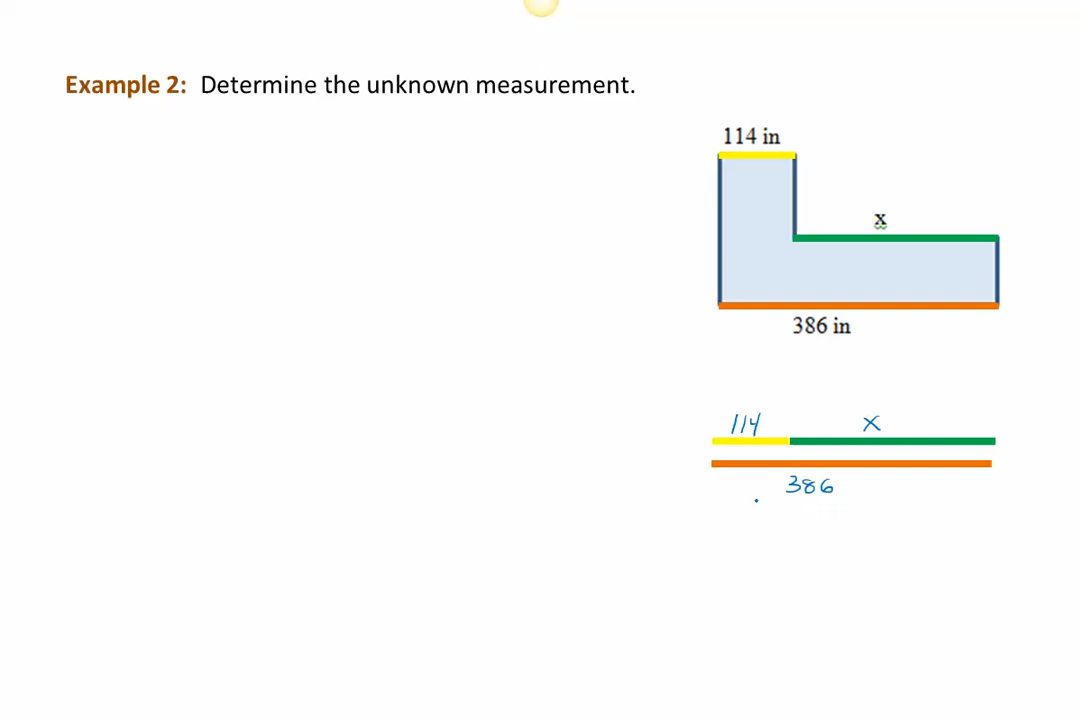 Example 2: Determine the unknown measurement.
114 in
x
386 in
114 x
386